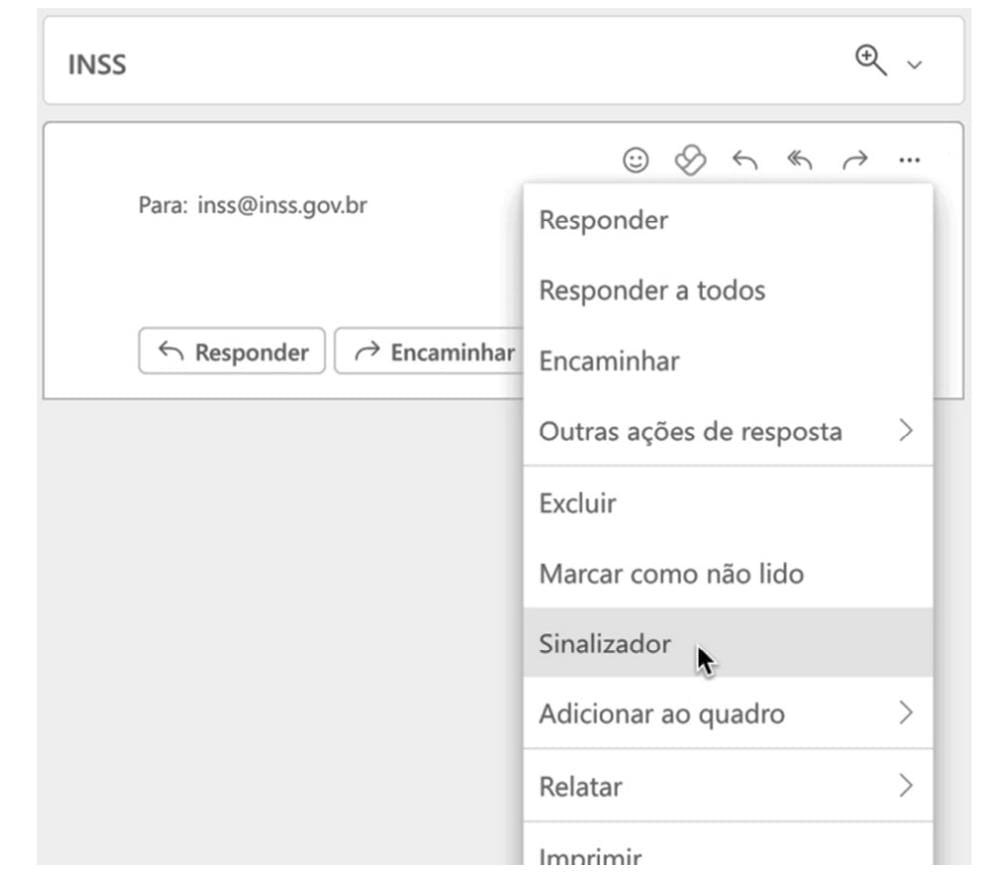 INSS
Para: inss@inss.gov.br
Responder
Encaminhar
Responder
Responder a todos
Encaminhar
Outras ações de resposta
Excluir
Marcar como não lido
Sinalizador
Adicionar ao quadro
Relatar
Imprimir